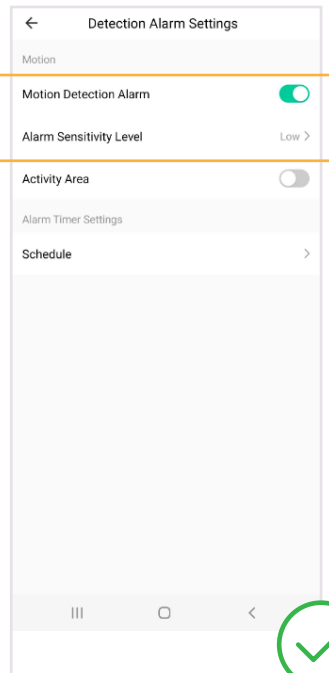 Detection Alarm Settings
Motion
Motion Detection Alarm
Alarm Sensitivity Level Low >
Activity Area
Alarm Timer Settings
Schedule >